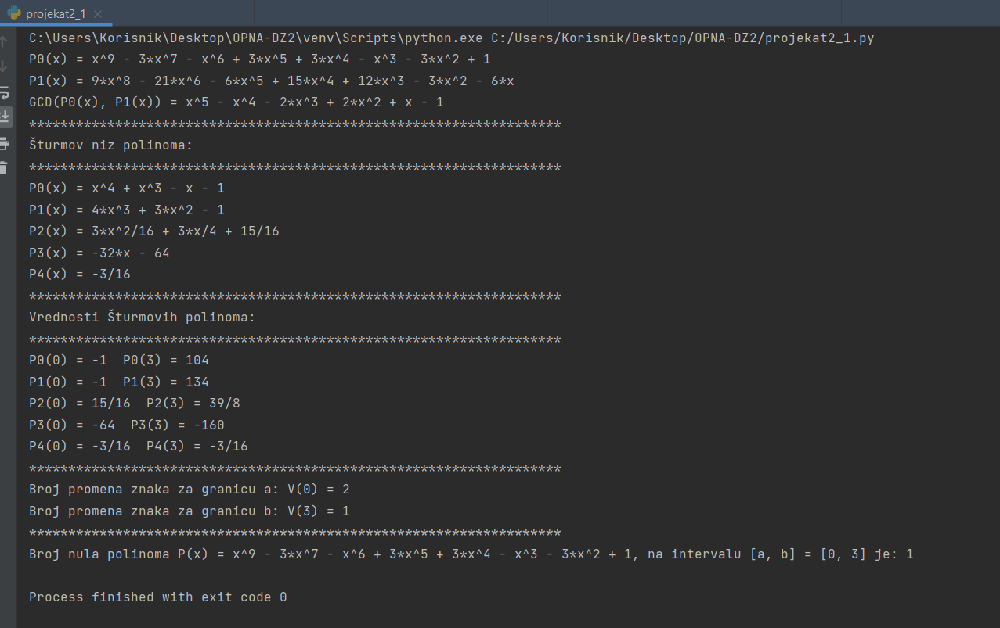 projekat2_1
C:\Users\Korisnik\Desktop\OPNA-DZ2\venv\Scripts\python.exe C:/Users/Korisnik/Desktop/OPNA-DZ2/projekat2_1.py
P0(x) = x^9 - 3*x^7 - x^6 + 3*x^5 + 3*x^4 - x^3 - 3*x^2 + 1
P1(x) = 9*x^8 - 21*x^6 - 6*x^5 + 15*x^4 + 12*x^3 - 3*x^2 - 6*x
GCD(P0(x), P1(x)) = x^5 - x^4 - 2*x^3 + 2*x^2 + x - 1
********************************************************************
Šturmov niz polinoma:
********************************************************************
P0(x) = x^4 + x^3 - x - 1
P1(x) = 4*x^3 + 3*x^2 - 1
P2(x) = 3*x^2/16 + 3*x/4 + 15/16
P3(x) = -32*x - 64
P4(x) = -3/16
********************************************************************
Vrednosti Šturmovih polinoma:
********************************************************************
P0(0) = -1  P0(3) = 104
P1(0) = -1  P1(3) = 134
P2(0) = 15/16  P2(3) = 39/8
P3(0) = -64  P3(3) = -160
P4(0) = -3/16  P4(3) = -3/16
********************************************************************
Broj promena znaka za granicu a: V(0) = 2
Broj promena znaka za granicu b: V(3) = 1
********************************************************************
Broj nula polinoma P(x) = x^9 - 3*x^7 - x^6 + 3*x^5 + 3*x^4 - x^3 - 3*x^2 + 1, na intervalu [a, b] = [0, 3] je: 1
Process finished with exit code 0